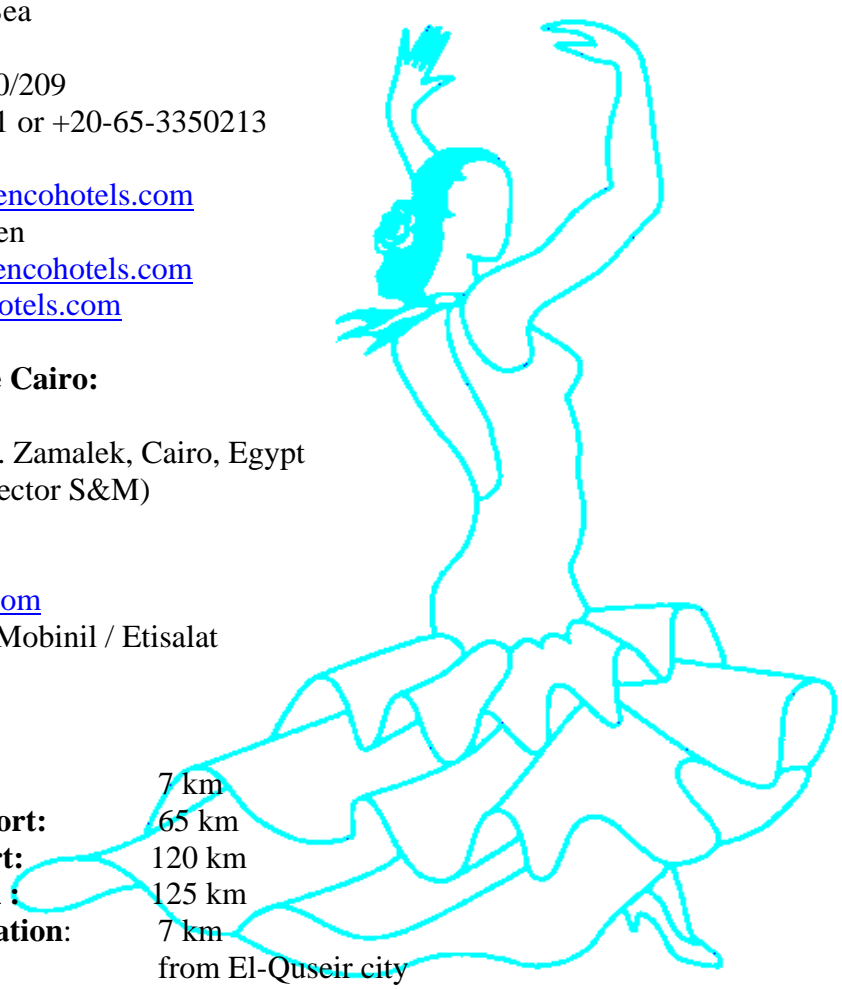 Sea
0/209
1 or +20-65-3350213
encohotels.com
en
encohotels.com
otels.com
Cairo:
. Zamalek, Cairo, Egypt
ector S&M)
om
Mobinil / Etisalat
7 km
ort: 65 km
rt: 120 km
: 125 km
ation: 7 km
from El-Quseir city